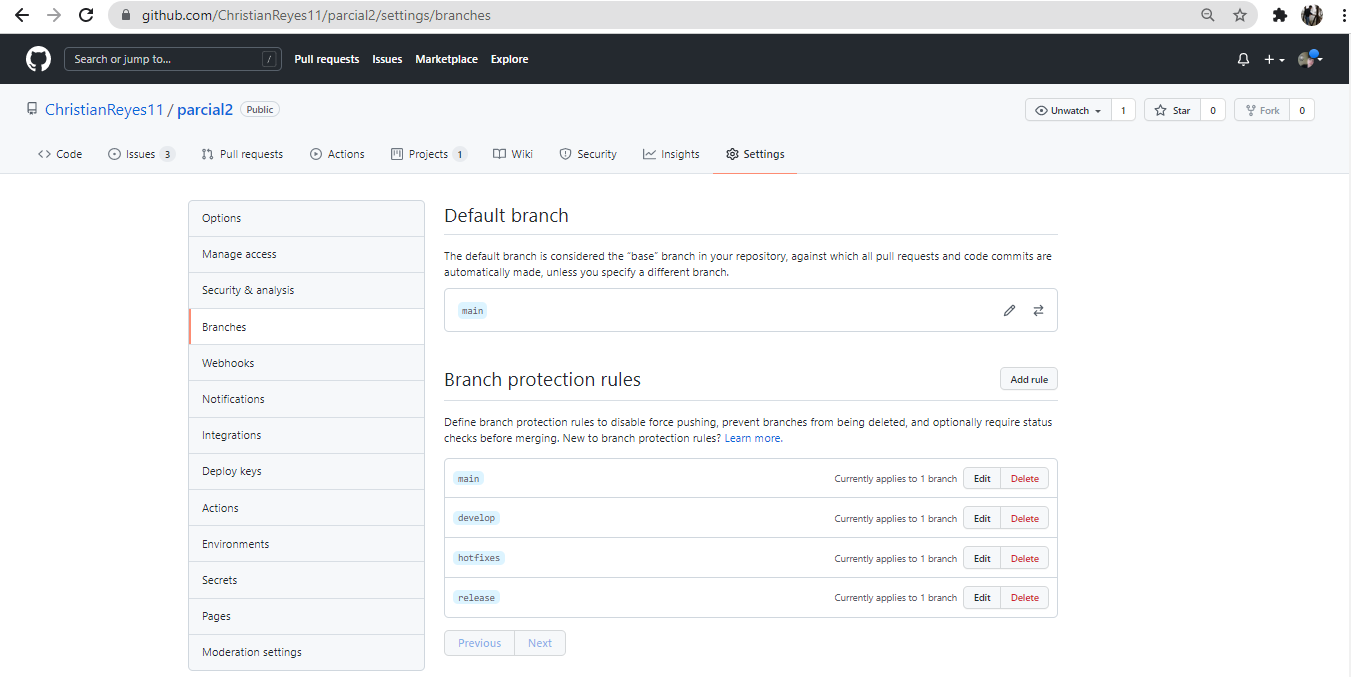 github.com/ChristianReyes11/parcial2/settings/branches
Search or jump to... / Pull requests Issues Marketplace Explore
ChristianReyes11 / parcial2 Public Unwatch 1 Star 0 Fork 0
Code Issues 3 Pull requests Actions Projects 1 Wiki Security Insights Settings
Options
Manage access
Security & analysis
Branches
Webhooks
Notifications
Integrations
Deploy keys
Actions
Environments
Secrets
Pages
Moderation settings
Default branch
The default branch is considered the “base” branch in your repository, against which all pull requests and code commits are
automatically made, unless you specify a different branch.
main
Branch protection rules Add rule
Define branch protection rules to disable force pushing, prevent branches from being deleted, and optionally require status
checks before merging. New to branch protection rules? Learn more.
main Currently applies to 1 branch Edit Delete
develop Currently applies to 1 branch Edit Delete
hotfixes Currently applies to 1 branch Edit Delete
release Currently applies to 1 branch Edit Delete
Previous Next